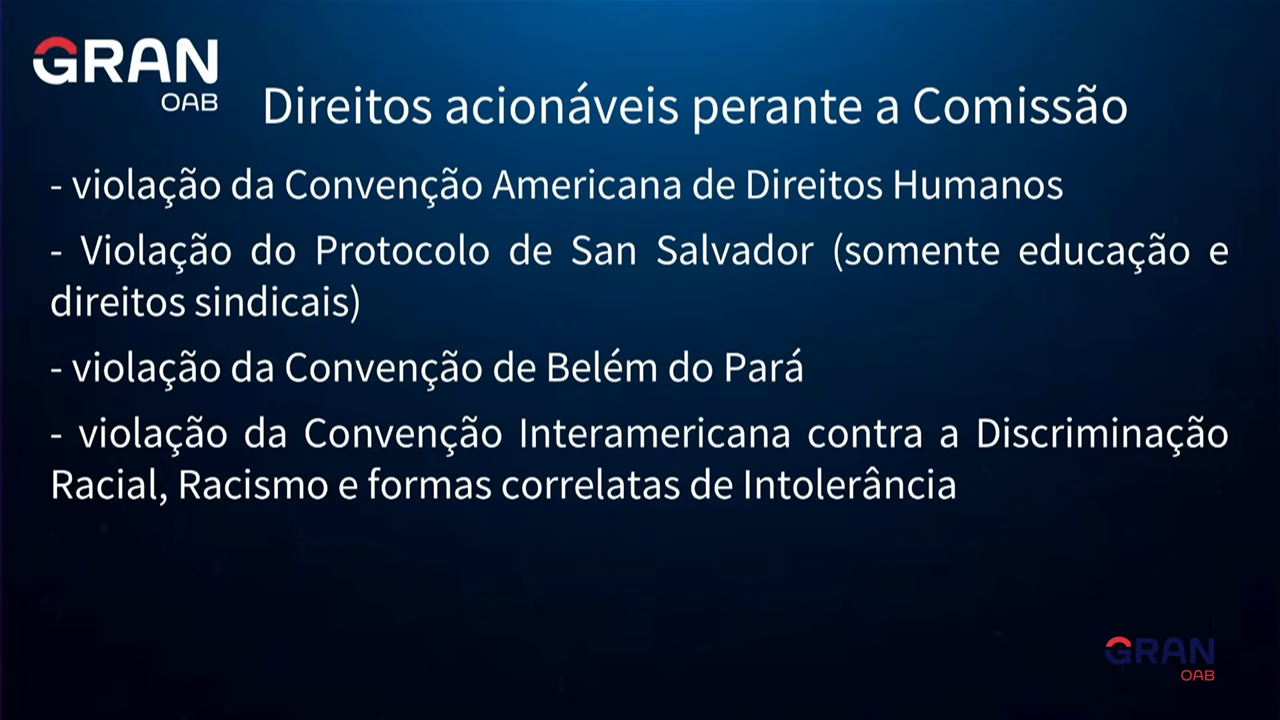 GRAN
OAB
Direitos acionáveis perante a Comissão
- violação da Convenção Americana de Direitos Humanos
- Violação do Protocolo de San Salvador (somente educação e
direitos sindicais)
- violação da Convenção de Belém do Pará
- violação da Convenção Interamericana contra a Discriminação
Racial, Racismo e formas correlatas de Intolerância
GRAN
OAB